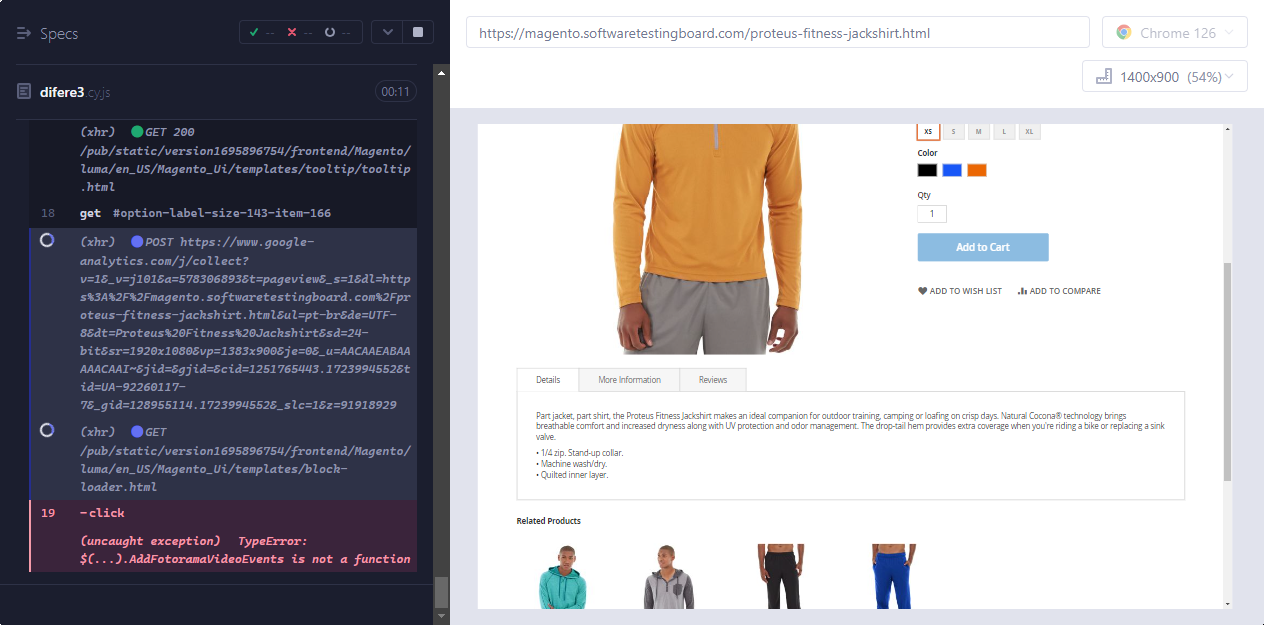 Specs
-- -- --
difere3.cy.js
00:11
(xhr) GET 200
/pub/static/version1695896754/frontend/Magento/
luma/en_US/Magento_Ui/templates/tooltip/tooltip
.html
18 get #option-label-size-143-item-166
(xhr) POST https://www.google-
analytics.com/j/collect?
v=1&_v=j101&a=578306893&t=pageview&_s=1&dl=http
s%3A%2F%2Fmagento.softwaretestingboard.com%2Fpr
oteus-fitness-jackshirt.html&ul=pt-br&de=UTF-
8&dt=Proteus%20Fitness%20Jackshirt&sd=24-
bit&sr=1920x1080&vp=1383x900&je=0&_u=AACAAEABAA
AAACAAI~&jid=&gjid=&cid=1251765443.1723994552&t
id=UA-92260117-
7&_gid=128955114.1723994552&_slc=1&z=91918929
(xhr) GET
/pub/static/version1695896754/frontend/Magento/
luma/en_US/Magento_Ui/templates/block-
loader.html
19 -click
(uncaught exception) TypeError:
$(...).AddFotoramaVideoEvents is not a function
https://magento.softwaretestingboard.com/proteus-fitness-jackshirt.html
Chrome 126
1400x900 (54%)
XS S M L XL
Color
Qty
1
Add to Cart
ADD TO WISH LIST ADD TO COMPARE
Details More Information Reviews
Part jacket, part shirt, the Proteus Fitness Jackshirt makes an ideal companion for outdoor training, camping or loafing on crisp days. Natural Cocona® technology brings
breathable comfort and increased dryness along with UV protection and odor management. The drop-tail hem provides extra coverage when you're riding a bike or replacing a sink
valve.
• 1/4 zip. Stand-up collar.
• Machine wash/dry.
• Quilted inner layer.
Related Products